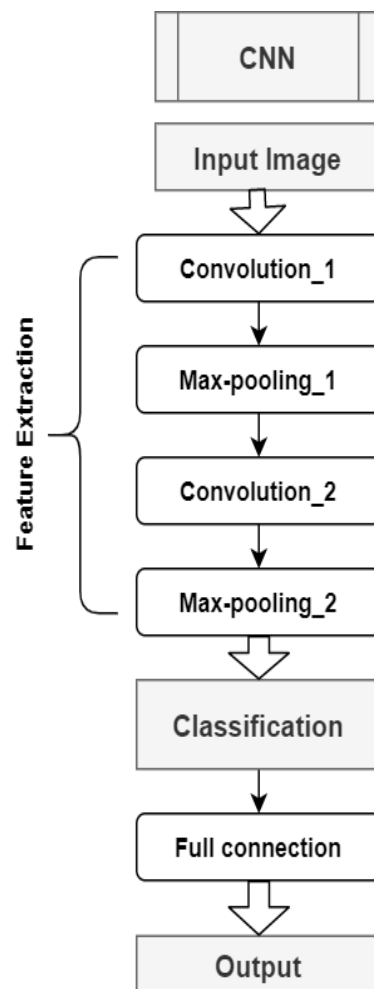 CNN
Input Image
Convolution_1
Max-pooling_1
Feature Extraction
Convolution_2
Max-pooling_2
Classification
Full connection
Output